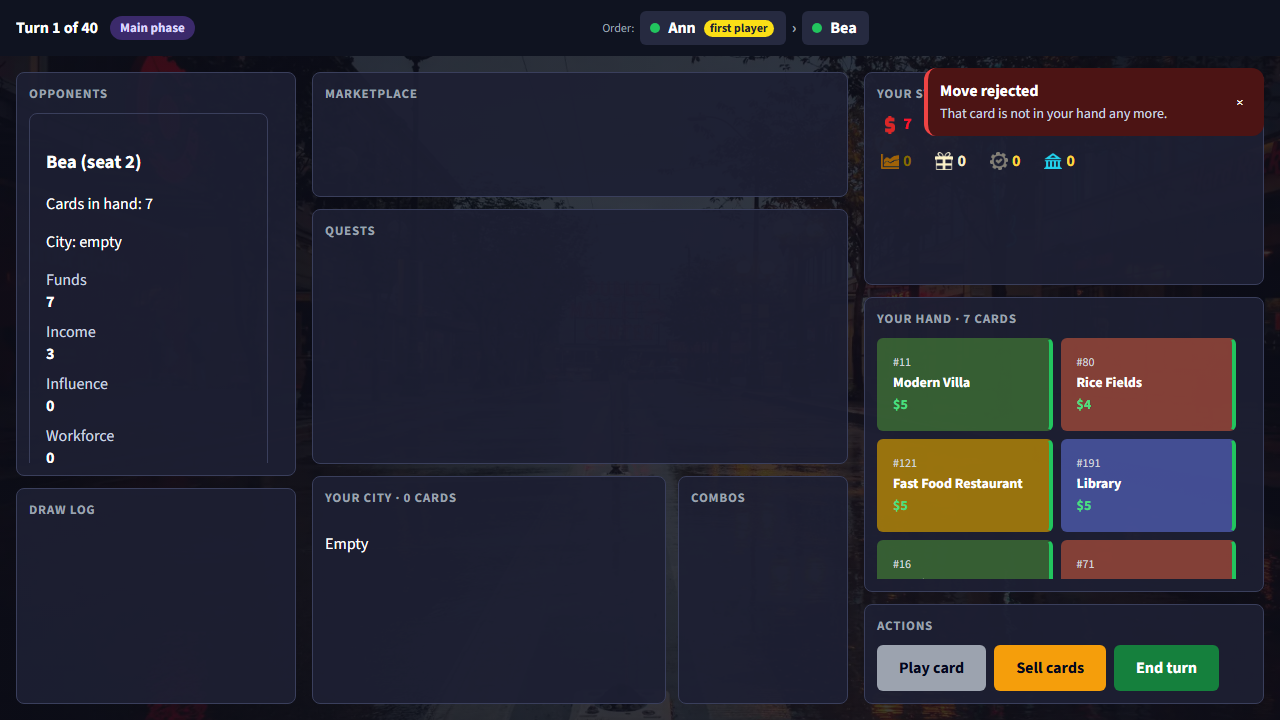 Turn 1 of 40
Main phase
Order:
Ann
first player
›
Bea
OPPONENTS
Bea (seat 2)
Cards in hand: 7
City: empty
Funds
7
Income
3
Influence
0
Workforce
0
DRAW LOG
MARKETPLACE
QUESTS
YOUR CITY · 0 CARDS
Empty
COMBOS
YOUR S
$ 7
0
0
0
0
Move rejected
That card is not in your hand any more.
×
YOUR HAND · 7 CARDS
#11
Modern Villa
$5
#80
Rice Fields
$4
#121
Fast Food Restaurant
$5
#191
Library
$5
#16
#71
ACTIONS
Play card
Sell cards
End turn